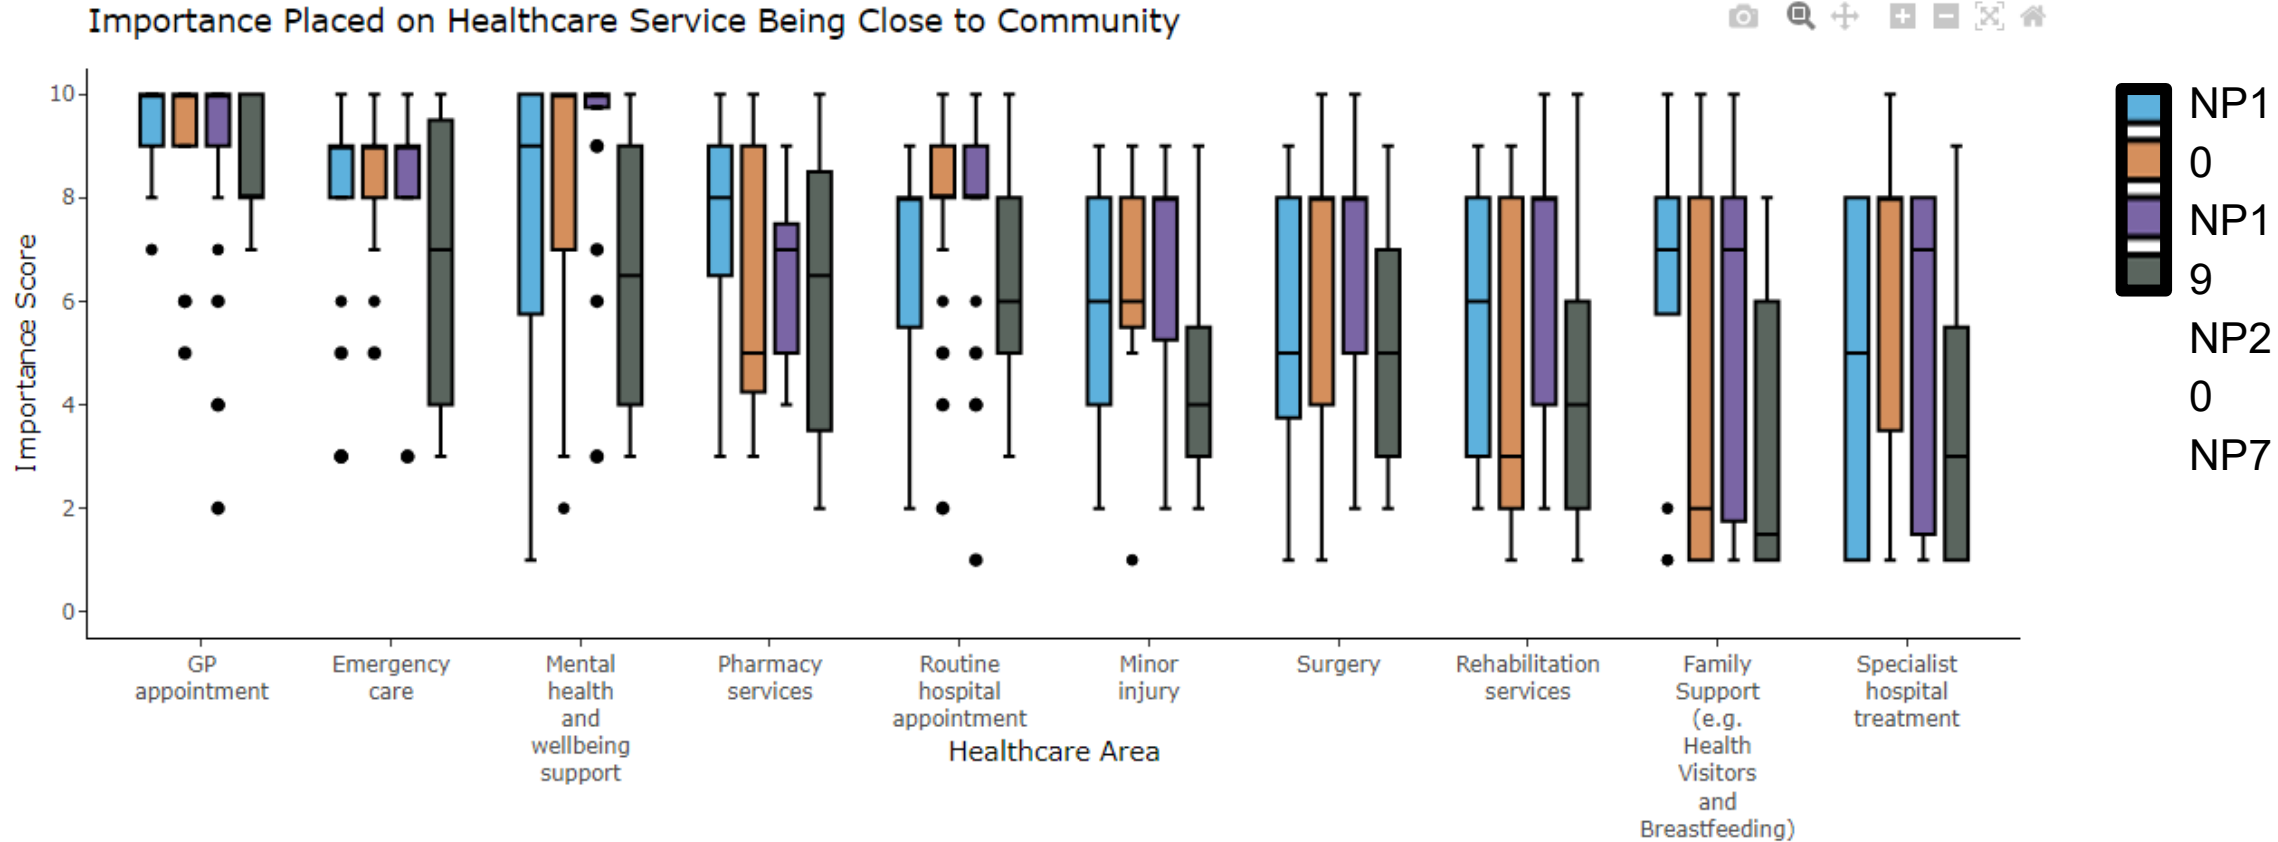 Importance Placed on Healthcare Service Being Close to Community
Importance Score
10
8
6
4
2
0
GP
appointment
Emergency
care
Mental
health
and
wellbeing
support
Pharmacy
services
Routine
hospital
appointment
Minor
injury
Surgery
Rehabilitation
services
Family
Support
(e.g.
Health
Visitors
and
Breastfeeding)
Specialist
hospital
treatment
Healthcare Area
NP1
0
NP1
9
NP2
0
NP7